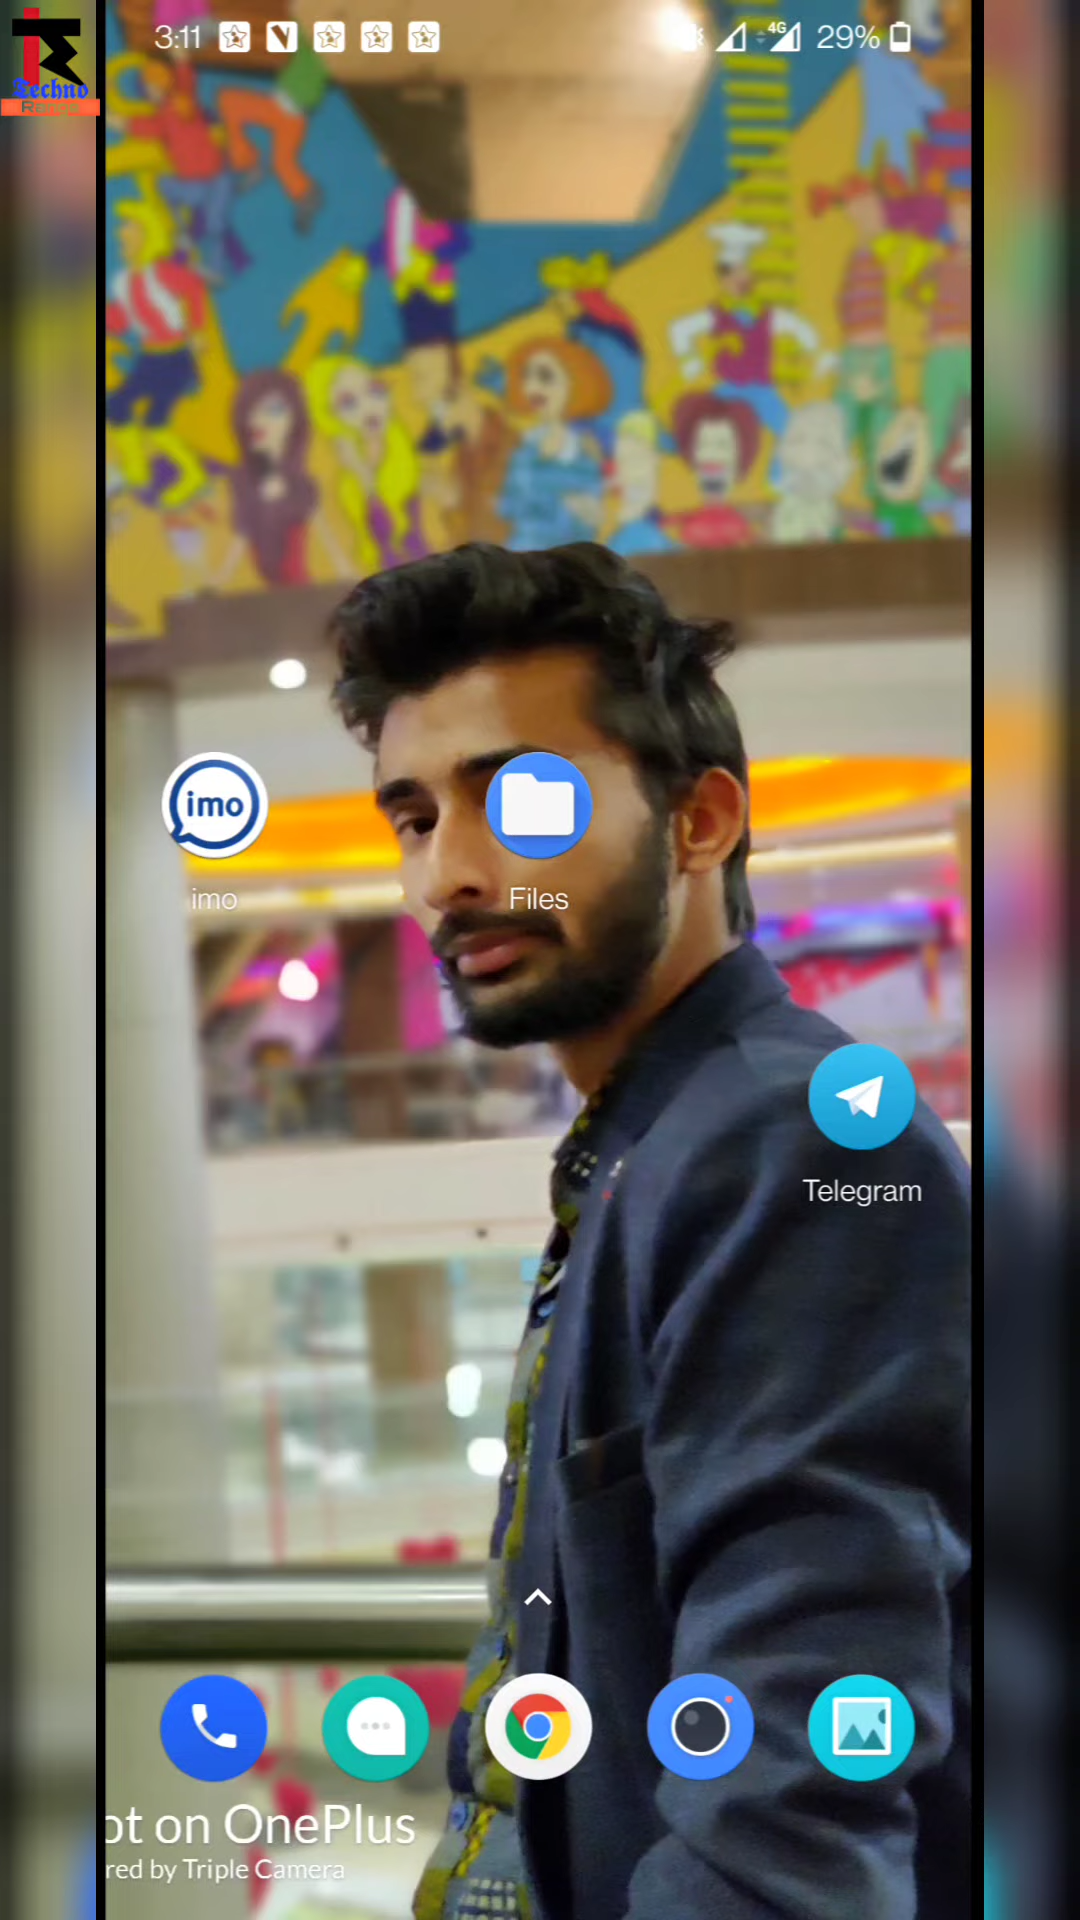 3:11
4G
29%
Techno
imo
imo
Files
Telegram
ot on OnePlus
red by Triple Camera